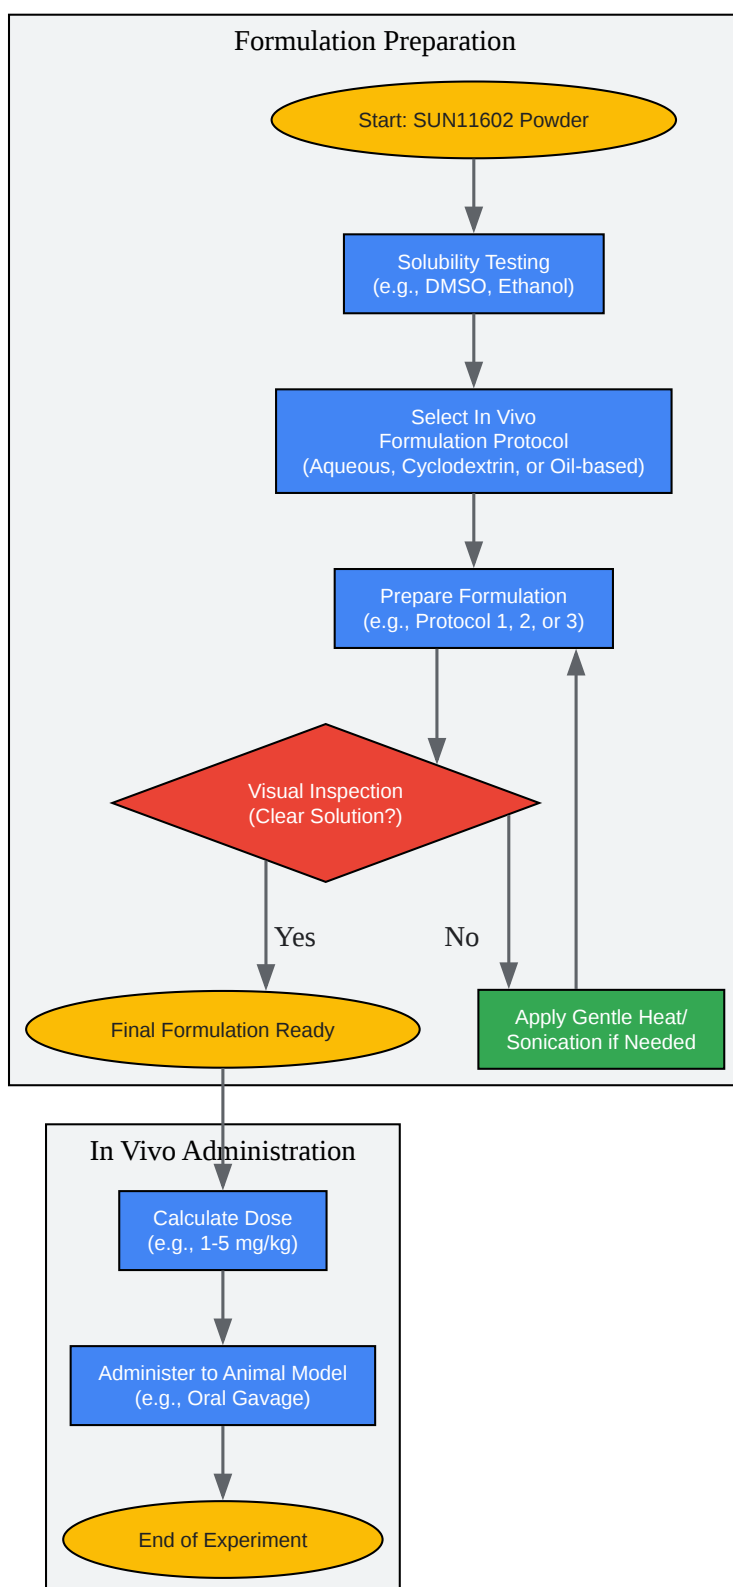 Formulation Preparation
Start: SUN11602 Powder
Solubility Testing
(e.g., DMSO, Ethanol)
Select In Vivo
Formulation Protocol
(Aqueous, Cyclodextrin, or Oil-based)
Prepare Formulation
(e.g., Protocol 1, 2, or 3)
Visual Inspection
(Clear Solution?)
Yes
No
Final Formulation Ready
Apply Gentle Heat/
Sonication if Needed
In Vivo Administration
Calculate Dose
(e.g., 1-5 mg/kg)
Administer to Animal Model
(e.g., Oral Gavage)
End of Experiment